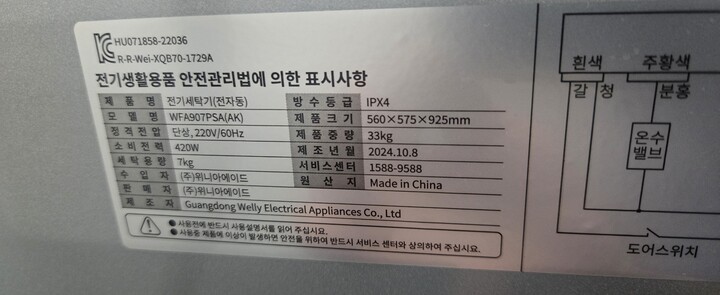 HU071858-22036
R-R-Wei-XQB70-1729A
전기생활용품 안전관리법에 의한 표시사항
제품명 전기세탁기(전자동) 방수등급 IPX4
모델명 WFA907PSA(AK) 제품크기 560×575×925mm
정격전압 단상, 220V/60Hz 제품중량 33kg
소비전력 420W 제조년월 2024.10.8
세탁용량 7kg 서비스센터 1588-9588
수입자 (주)위니아에이드 원산지 Made in China
판매자 (주)위니아에이드
제조자 Guangdong Welly Electrical Appliances Co., Ltd
● 사용전에 반드시 사용설명서를 읽어 주십시요.
● 사용중 제품에 이상이 발생하면 안전을 위하여 반드시 서비스 센터와 상의하여 주십시요.
흰색 주황색
갈 청 분홍
온수
밸브
도어스위치